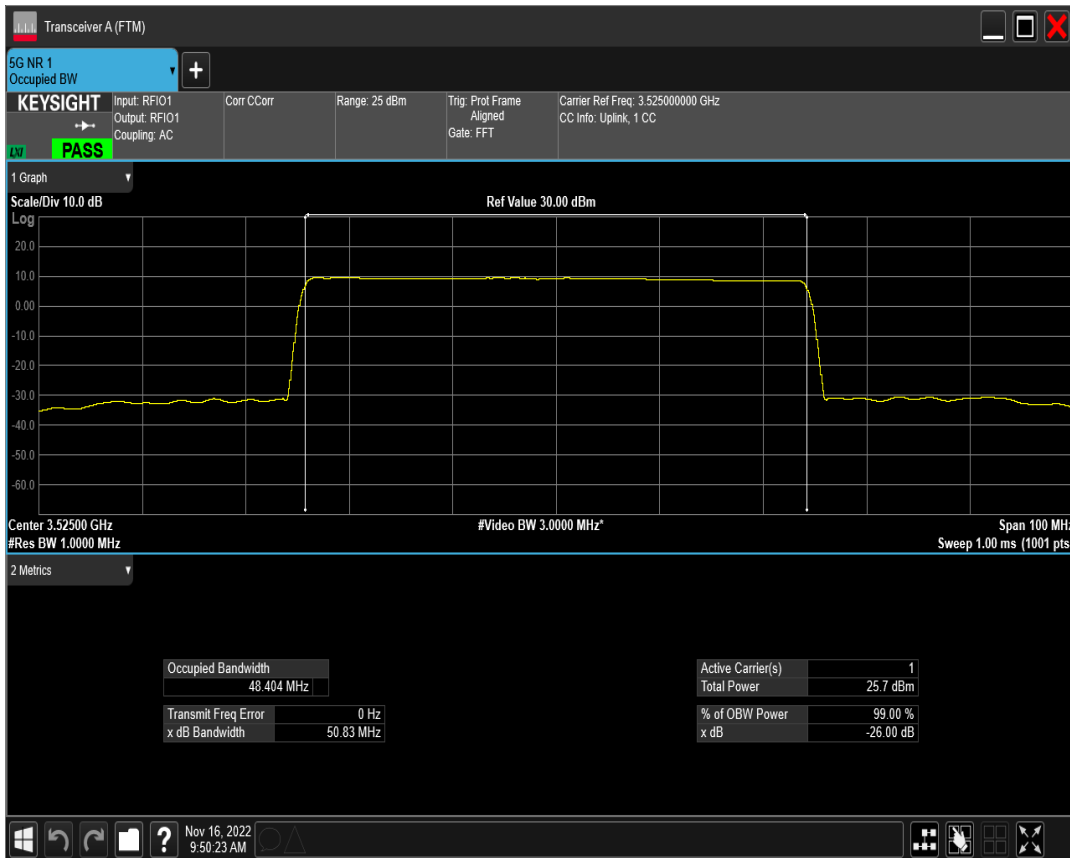 Transceiver A (FTM)
5G NR 1
Occupied BW
+
KEYSIGHT
LXI
PASS
Input: RFIO1
Output: RFIO1
Coupling: AC
Corr CCorr
Range: 25 dBm
Trig: Prot Frame
Aligned
Gate: FFT
Carrier Ref Freq: 3.525000000 GHz
CC Info: Uplink, 1 CC
1 Graph
Scale/Div 10.0 dB
Ref Value 30.00 dBm
Log
20.0
10.0
0.00
-10.0
-20.0
-30.0
-40.0
-50.0
-60.0
Center 3.52500 GHz
#Video BW 3.0000 MHz*
Span 100 MHz
#Res BW 1.0000 MHz
Sweep 1.00 ms (1001 pts
2 Metrics
Occupied Bandwidth
48.404 MHz
Transmit Freq Error 0 Hz
x dB Bandwidth 50.83 MHz
Active Carrier(s) 1
Total Power 25.7 dBm
% of OBW Power 99.00 %
x dB -26.00 dB
?
Nov 16, 2022
9:50:23 AM